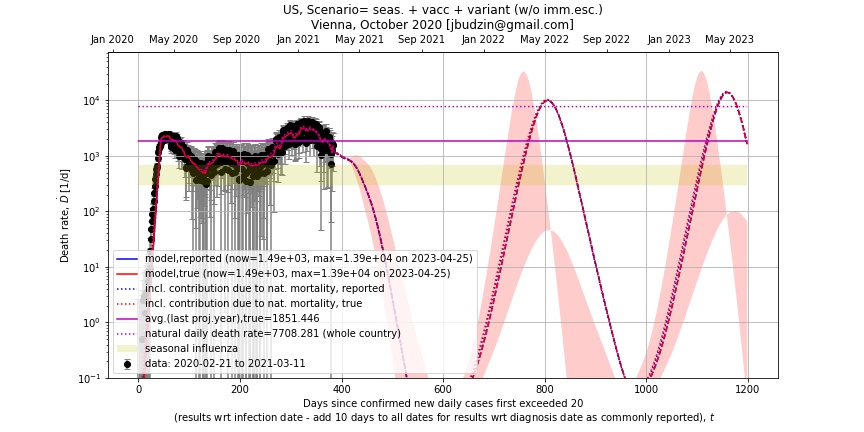 US, Scenario= seas. + vacc + variant (w/o imm.esc.)
Vienna, October 2020 [jbudzin@gmail.com]
Jan 2020 May 2020 Sep 2020 Jan 2021 May 2021 Sep 2021 Jan 2022 May 2022 Sep 2022 Jan 2023 May 2023
Death rate, D [1/d]
10⁴
10³
10²
10¹
10⁰
10⁻¹
model,reported (now=1.49e+03, max=1.39e+04 on 2023-04-25)
model,true (now=1.49e+03, max=1.39e+04 on 2023-04-25)
incl. contribution due to nat. mortality, reported
incl. contribution due to nat. mortality, true
avg.(last proj.year),true=1851.446
natural daily death rate=7708.281 (whole country)
seasonal influenza
data: 2020-02-21 to 2021-03-11
0 200 400 600 800 1000 1200
Days since confirmed new daily cases first exceeded 20
(results wrt infection date - add 10 days to all dates for results wrt diagnosis date as commonly reported), t